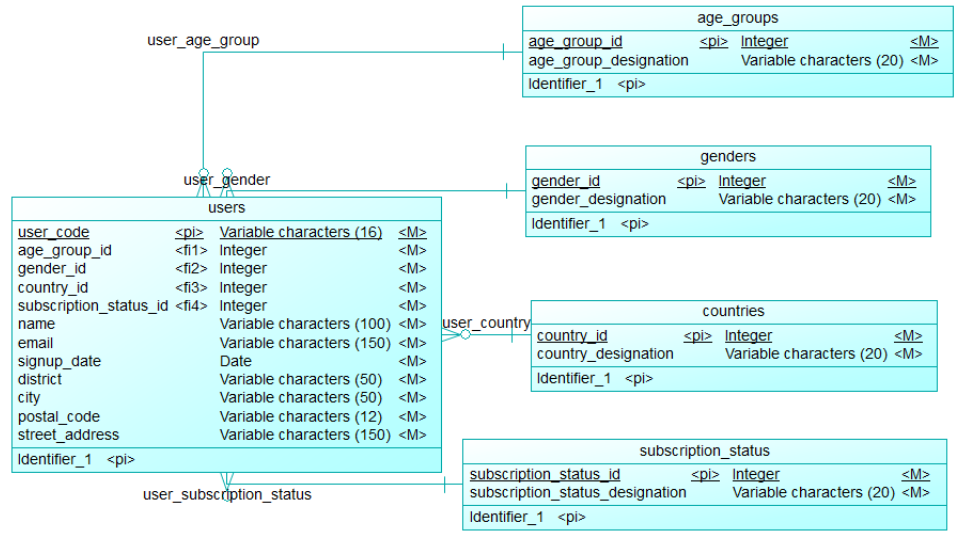 age_groups
age_group_id <pi> Integer <M>
age_group_designation Variable characters (20) <M>
Identifier_1 <pi>
user_age_group
genders
gender_id <pi> Integer <M>
gender_designation Variable characters (20) <M>
Identifier_1 <pi>
user_gender
users
user_code <pi> Variable characters (16) <M>
age_group_id <fi1> Integer <M>
gender_id <fi2> Integer <M>
country_id <fi3> Integer <M>
subscription_status_id <fi4> Integer <M>
name Variable characters (100) <M>
email Variable characters (150) <M>
signup_date Date <M>
district Variable characters (50) <M>
city Variable characters (50) <M>
postal_code Variable characters (12) <M>
street_address Variable characters (150) <M>
Identifier_1 <pi>
user_country
countries
country_id <pi> Integer <M>
country_designation Variable characters (20) <M>
Identifier_1 <pi>
subscription_status
subscription_status_id <pi> Integer <M>
subscription_status_designation Variable characters (20) <M>
Identifier_1 <pi>
user_subscription_status